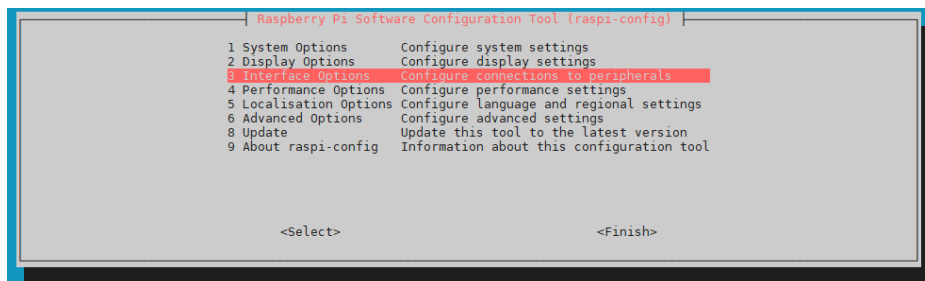 Raspberry Pi Software Configuration Tool (raspi-config)
1 System Options Configure system settings
2 Display Options Configure display settings
3 Interface Options Configure connections to peripherals
4 Performance Options Configure performance settings
5 Localisation Options Configure language and regional settings
6 Advanced Options Configure advanced settings
8 Update Update this tool to the latest version
9 About raspi-config Information about this configuration tool
<Select> <Finish>